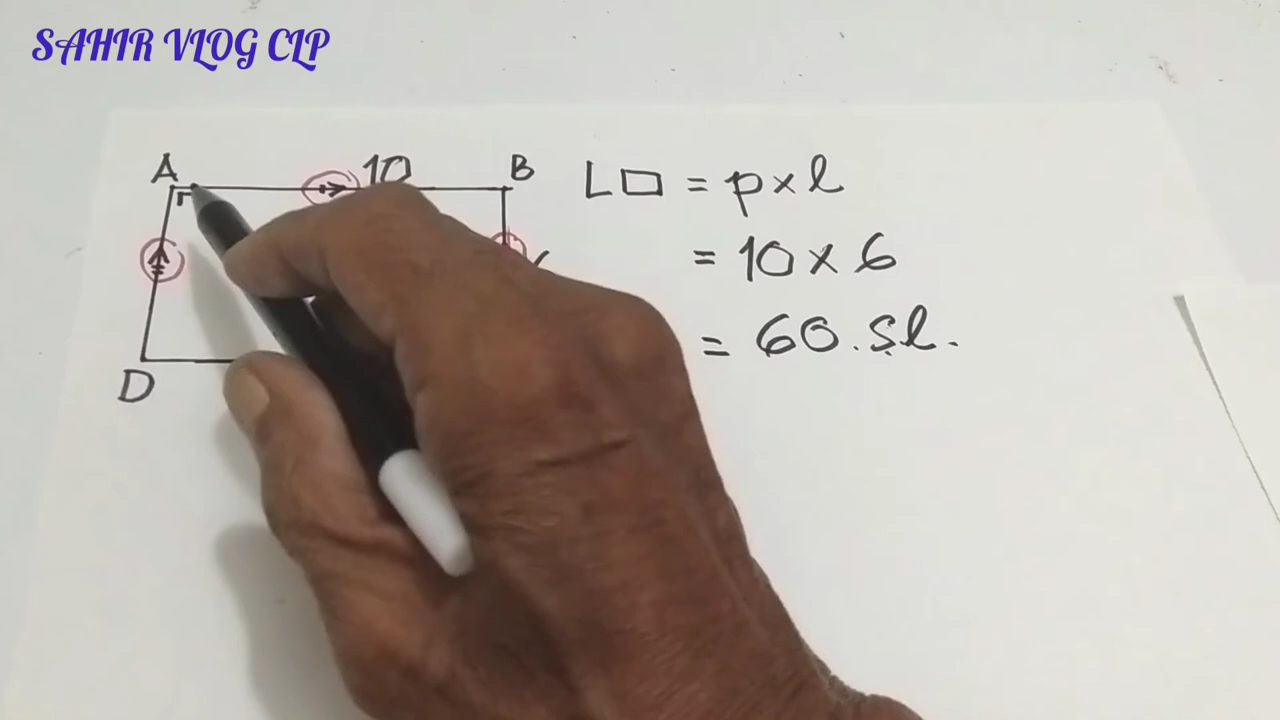 SAHIR VLOG CLP
A 10 B
D
L▭ = p x l
= 10 x 6
= 60. sl.